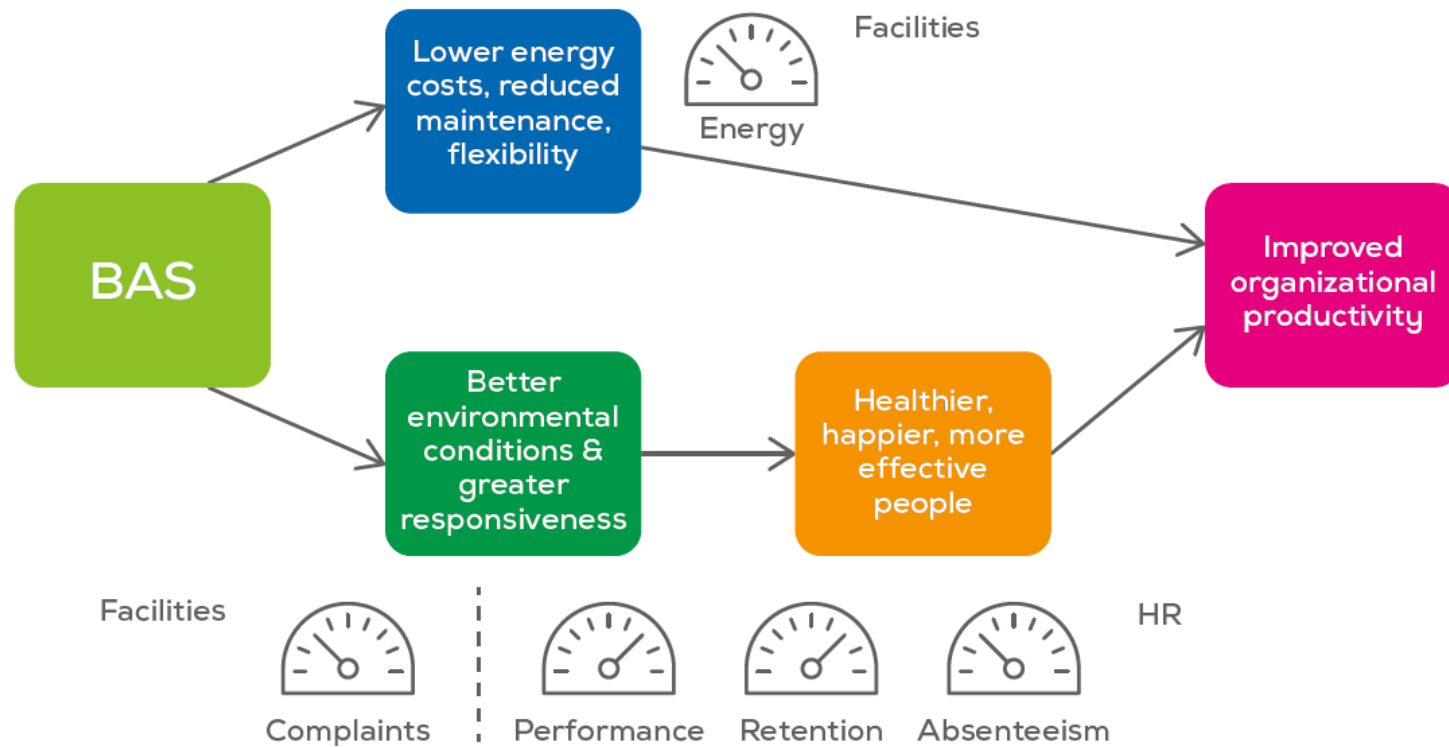 Lower energy
costs, reduced
maintenance,
flexibility
Facilities
Energy
BAS
Improved
organizational
productivity
Better
environmental
conditions &
greater
responsiveness
Healthier,
happier, more
effective
people
Facilities
HR
Complaints
Performance
Retention
Absenteeism